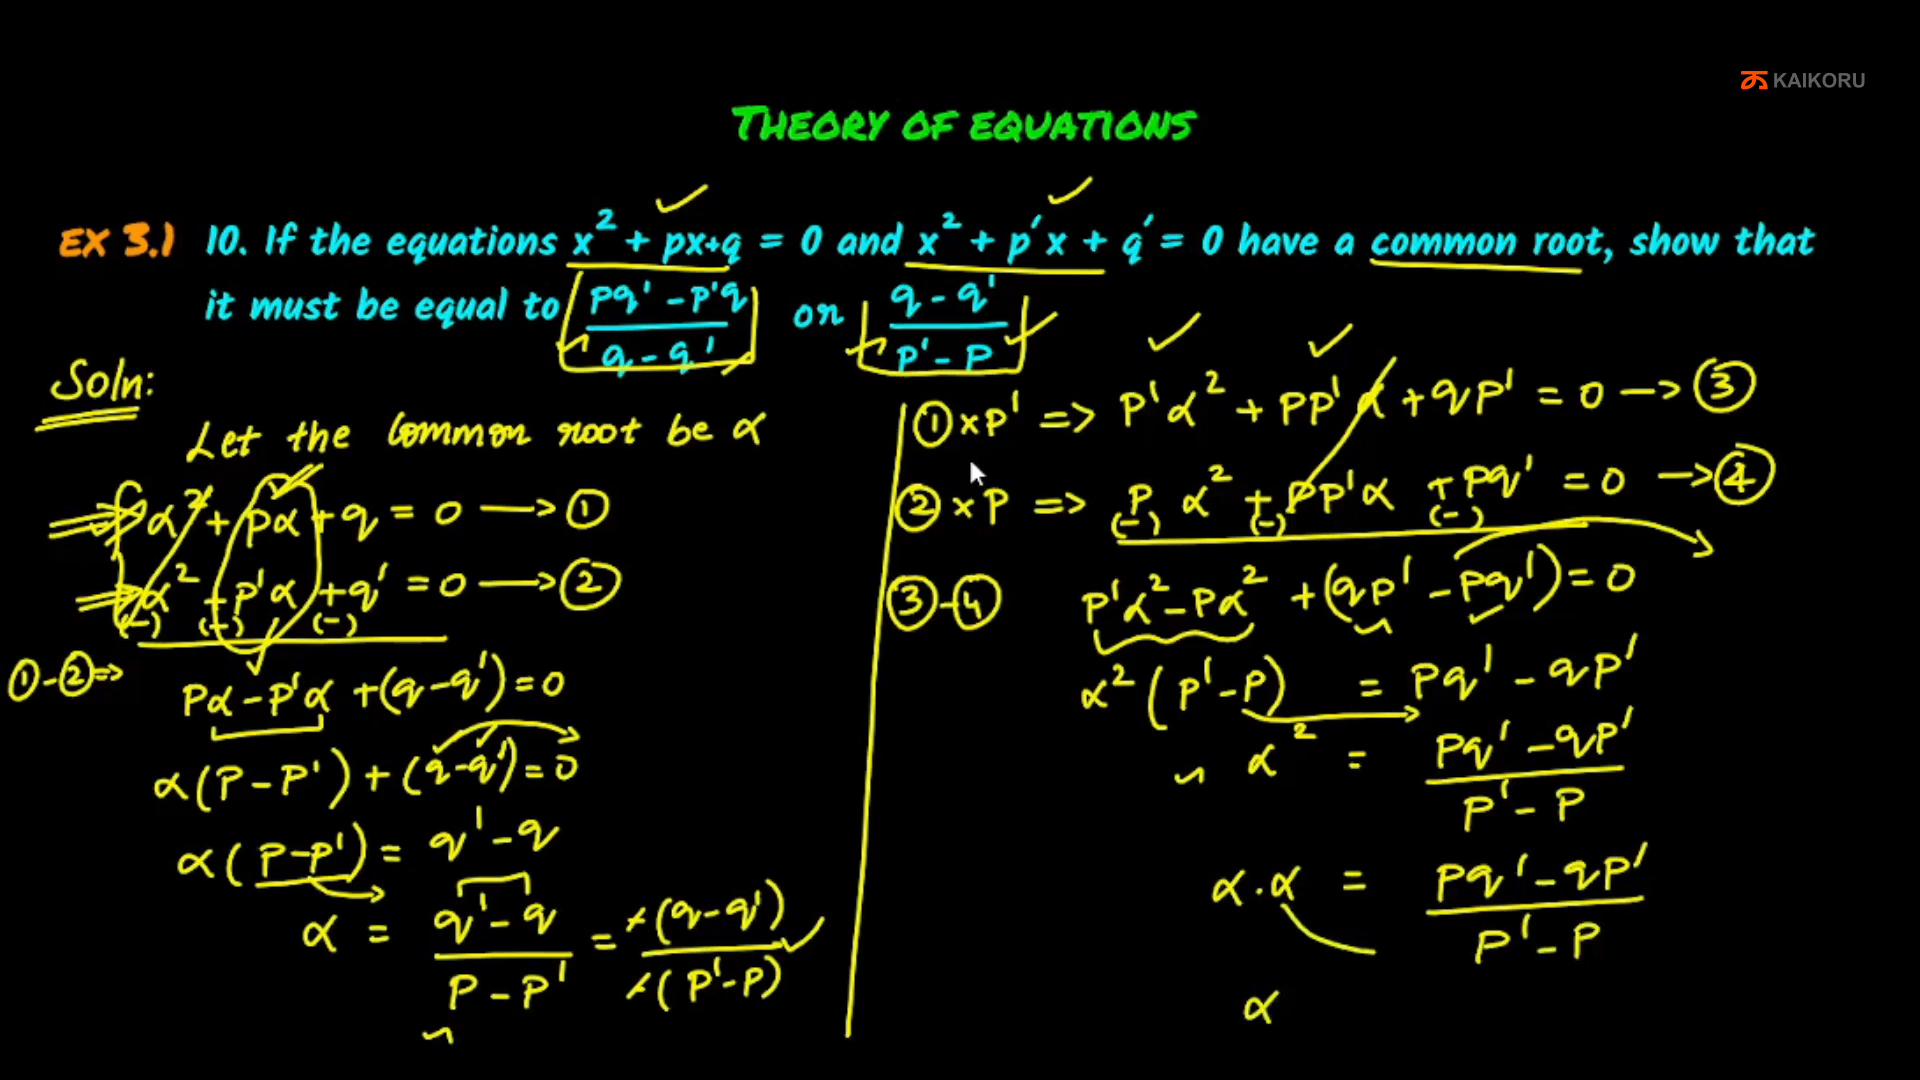 KAIKORU
THEORY OF EQUATIONS
EX 3.1 10. If the equations x² + px+q = 0 and x² + p'x + q' = 0 have a common root, show that
it must be equal to (pq' - p'q)/(q - q') or (q - q')/(p' - p)
Soln:
Let the common root be α
α² + pα + q = 0 → ①
α² + p'α + q' = 0 → ②
(-) (-) (-)
①-② ⇒
pα - p'α + (q - q') = 0
α(p - p') + (q - q') = 0
α(p - p') = q' - q
α = (q' - q)/(p - p') = -(q - q')/-(p' - p)
① × p' => p'α² + pp'α + qp' = 0 → ③
② × p => pα² + pp'α + pq' = 0 → ④
(-) (-) (-)
③-④ p'α² - pα² + (qp' - pq') = 0
α²(p' - p) = pq' - qp'
α² = (pq' - qp')/(p' - p)
α.α = (pq' - qp')/(p' - p)
α